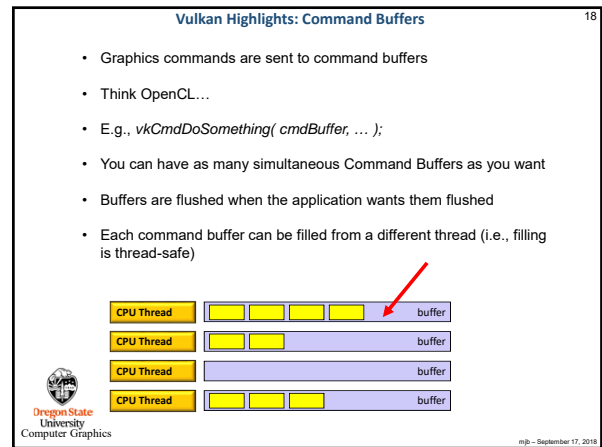 Vulkan Highlights: Command Buffers
18
• Graphics commands are sent to command buffers
• Think OpenCL…
• E.g., vkCmdDoSomething( cmdBuffer, … );
• You can have as many simultaneous Command Buffers as you want
• Buffers are flushed when the application wants them flushed
• Each command buffer can be filled from a different thread (i.e., filling
is thread-safe)
CPU Thread buffer
CPU Thread buffer
CPU Thread buffer
CPU Thread buffer
Oregon State
University
Computer Graphics
mjb – September 17, 2018